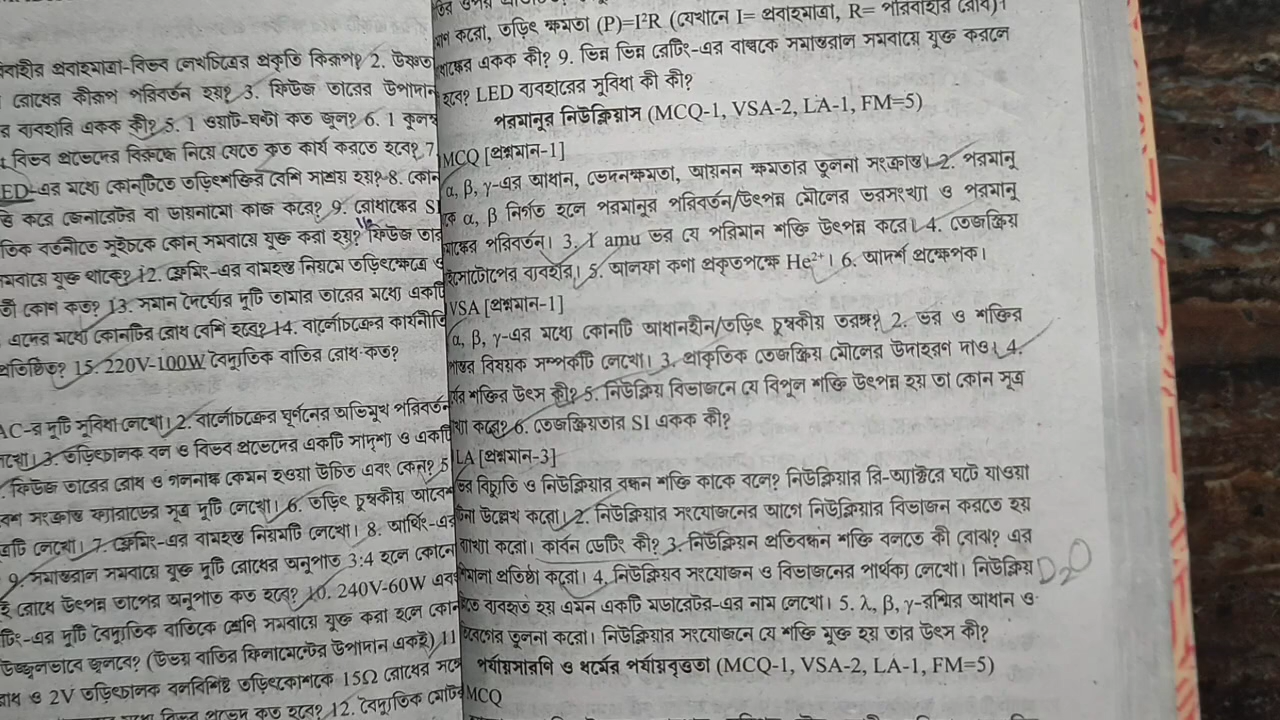 বাহীর প্রবাহমাত্রা-বিভব লেখচিত্রের প্রকৃতি কিরূপ? 2. উষ্ণতা
রোধের কীরূপ পরিবর্তন হয়? 3. ফিউজ তারের উপাদান
র ব্যবহারি একক কী? 5. 1 ওয়াট-ঘণ্টা কত জুল? 6. 1 কুলম্ব
বিভব প্রভেদের বিরুদ্ধে নিয়ে যেতে কত কার্য করতে হবে? 7.
ED-এর মধ্যে কোনটিতে তড়িৎশক্তির বেশি সাশ্রয় হয়? 8. কোন
করে জেনারেটর বা ডায়নামো কাজ করে? 9. রোধাঙ্কের SI
তিক বর্তনীতে সুইচকে কোন্ সমবায়ে যুক্ত করা হয়? ফিউজ তার
সমবায়ে যুক্ত থাকে? 12. ফ্লেমিং-এর বামহস্ত নিয়মে তড়িৎক্ষেত্রে ও
তী কোণ কত? 13. সমান দৈর্ঘ্যের দুটি তামার তারের মধ্যে একটি
এদের মধ্যে কোনটির রোধ বেশি হবে? 14. বার্লোচক্রের কার্যনীতি
প্রতিষ্ঠিত? 15. 220V-100W বৈদ্যুতিক বাতির রোধ কত?
AC-র দুটি সুবিধা লেখো। 2. বার্লোচক্রের ঘূর্ণনের অভিমুখ পরিবর্তন
লেখো। 3. তড়িৎচালক বল ও বিভব প্রভেদের একটি সাদৃশ্য ও একটি
ফিউজ তারের রোধ ও গলনাঙ্ক কেমন হওয়া উচিত এবং কেন? 5
বেশ সংক্রান্ত ফ্যারাডের সূত্র দুটি লেখো। 6. তড়িৎ চুম্বকীয় আবেশ
ত্রটি লেখো। 7. ফ্লেমিং-এর বামহস্ত নিয়মটি লেখো। 8. আর্থিং-এর
9. সমান্তরাল সমবায়ে যুক্ত দুটি রোধের অনুপাত 3:4 হলে কোনো
ই রোধে উৎপন্ন তাপের অনুপাত কত হবে? 10. 240V-60W এবং
টিং-এর দুটি বৈদ্যুতিক বাতিকে শ্রেণি সমবায়ে যুক্ত করা হলে কোন
উজ্জ্বলভাবে জ্বলবে? (উভয় বাতির ফিলামেন্টের উপাদান একই) 11
রোধ ও 2V তড়িৎচালক বলবিশিষ্ট তড়িৎকোশকে 15Ω রোধের সঙ্গে
বিভব প্রভেদ কত হবে? 12. বৈদ্যুতিক মোটর
করো, তড়িৎ ক্ষমতা (P)=I²R (যেখানে I= প্রবাহমাত্রা, R= পরিবাহীর রোধ)।
একক কী? 9. ভিন্ন ভিন্ন রেটিং-এর বাল্বকে সমান্তরাল সমবায়ে যুক্ত করলে
হবে? LED ব্যবহারের সুবিধা কী কী?
পরমাণুর নিউক্লিয়াস (MCQ-1, VSA-2, LA-1, FM=5)
MCQ [প্রশ্নমান-1]
α, β, γ-এর আধান, ভেদনক্ষমতা, আয়নন ক্ষমতার তুলনা সংক্রান্ত। 2. পরমাণু
α, β নির্গত হলে পরমাণুর পরিবর্তন/উৎপন্ন মৌলের ভরসংখ্যা ও পরমাণু
পরিবর্তন। 3. 1 amu ভর যে পরিমাণ শক্তি উৎপন্ন করে। 4. তেজস্ক্রিয়
ইসোটোপের ব্যবহার। 5. আলফা কণা প্রকৃতপক্ষে He²⁺। 6. আদর্শ প্রক্ষেপক।
VSA [প্রশ্নমান-1]
α, β, γ-এর মধ্যে কোনটি আধানহীন/তড়িৎ চুম্বকীয় তরঙ্গ? 2. ভর ও শক্তির
বিষয়ক সম্পর্কটি লেখো। 3. প্রাকৃতিক তেজস্ক্রিয় মৌলের উদাহরণ দাও। 4.
শক্তির উৎস কী? 5. নিউক্লিয় বিভাজনে যে বিপুল শক্তি উৎপন্ন হয় তা কোন সূত্র
করে? 6. তেজস্ক্রিয়তার SI একক কী?
LA [প্রশ্নমান-3]
বিচ্যুতি ও নিউক্লিয়ার বন্ধন শক্তি কাকে বলে? নিউক্লিয়ার রি-অ্যাক্টরে ঘটে যাওয়া
উল্লেখ করো। 2. নিউক্লিয়ার সংযোজনের আগে নিউক্লিয়ার বিভাজন করতে হয়
ব্যাখ্যা করো। কার্বন ডেটিং কী? 3. নিউক্লিয়ন প্রতিবন্ধন শক্তি বলতে কী বোঝ? এর
প্রতিষ্ঠা করো। 4. নিউক্লিয়ব সংযোজন ও বিভাজনের পার্থক্য লেখো। নিউক্লিয় D₂O
ব্যবহৃত হয় এমন একটি মডারেটর-এর নাম লেখো। 5. λ, β, γ-রশ্মির আধান ও
তুলনা করো। নিউক্লিয়ার সংযোজনে যে শক্তি মুক্ত হয় তার উৎস কী?
পর্যায়সারণি ও ধর্মের পর্যায়বৃত্ততা (MCQ-1, VSA-2, LA-1, FM=5)
MCQ